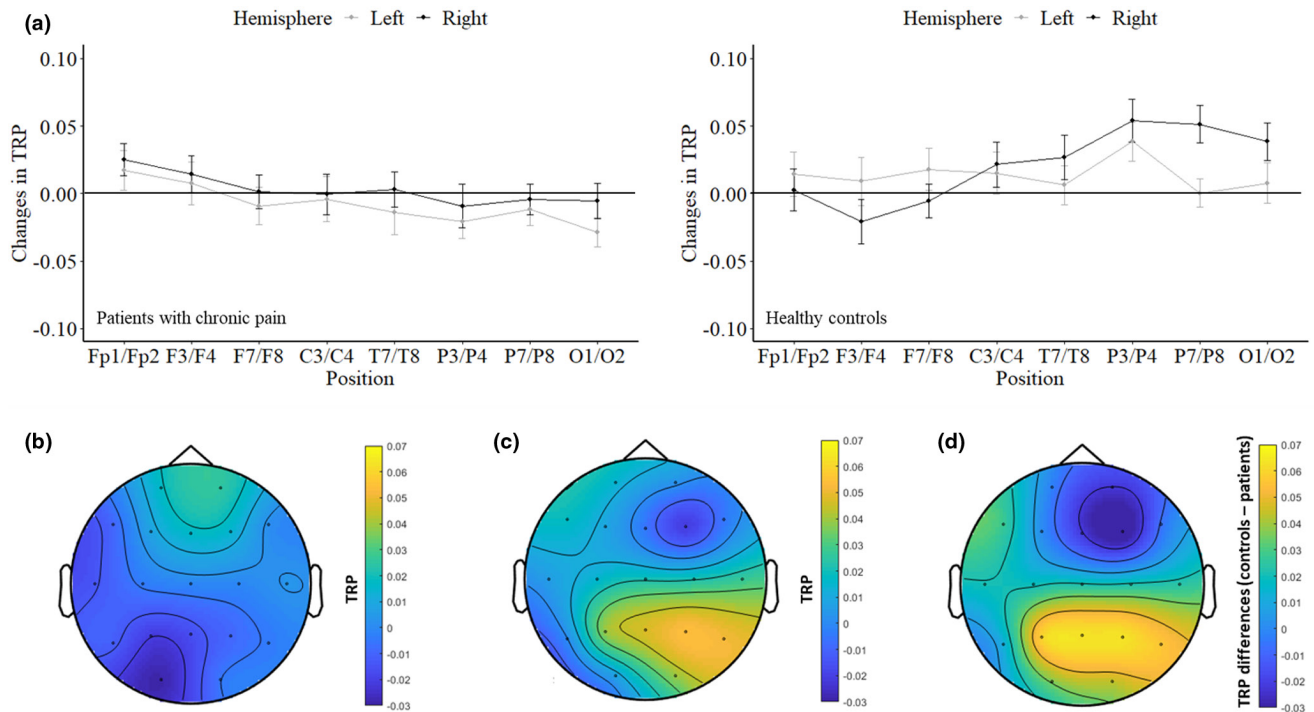 (a)
Hemisphere Left Right
Changes in TRP
0.10
0.05
0.00
-0.05
-0.10
Patients with chronic pain
Fp1/Fp2 F3/F4 F7/F8 C3/C4 T7/T8 P3/P4 P7/P8 O1/O2
Position
Hemisphere Left Right
Changes in TRP
0.10
0.05
0.00
-0.05
-0.10
Healthy controls
Fp1/Fp2 F3/F4 F7/F8 C3/C4 T7/T8 P3/P4 P7/P8 O1/O2
Position
(b)
TRP
0.07
0.06
0.05
0.04
0.03
0.02
0.01
0
-0.01
-0.02
-0.03
(c)
TRP
0.07
0.06
0.05
0.04
0.03
0.02
0.01
0
-0.01
-0.02
-0.03
(d)
TRP differences (controls – patients)
0.07
0.06
0.05
0.04
0.03
0.02
0.01
0
-0.01
-0.02
-0.03